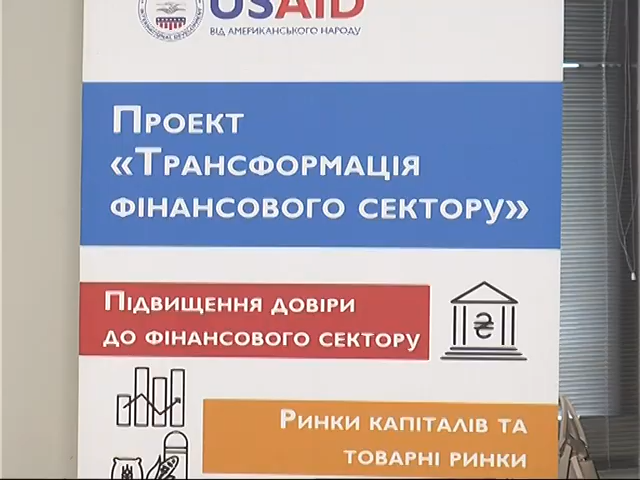 USAID
ВІД АМЕРИКАНСЬКОГО НАРОДУ
ПРОЕКТ
«ТРАНСФОРМАЦІЯ
ФІНАНСОВОГО СЕКТОРУ»
ПІДВИЩЕННЯ ДОВІРИ
ДО ФІНАНСОВОГО СЕКТОРУ
₴
РИНКИ КАПІТАЛІВ ТА
ТОВАРНІ РИНКИ